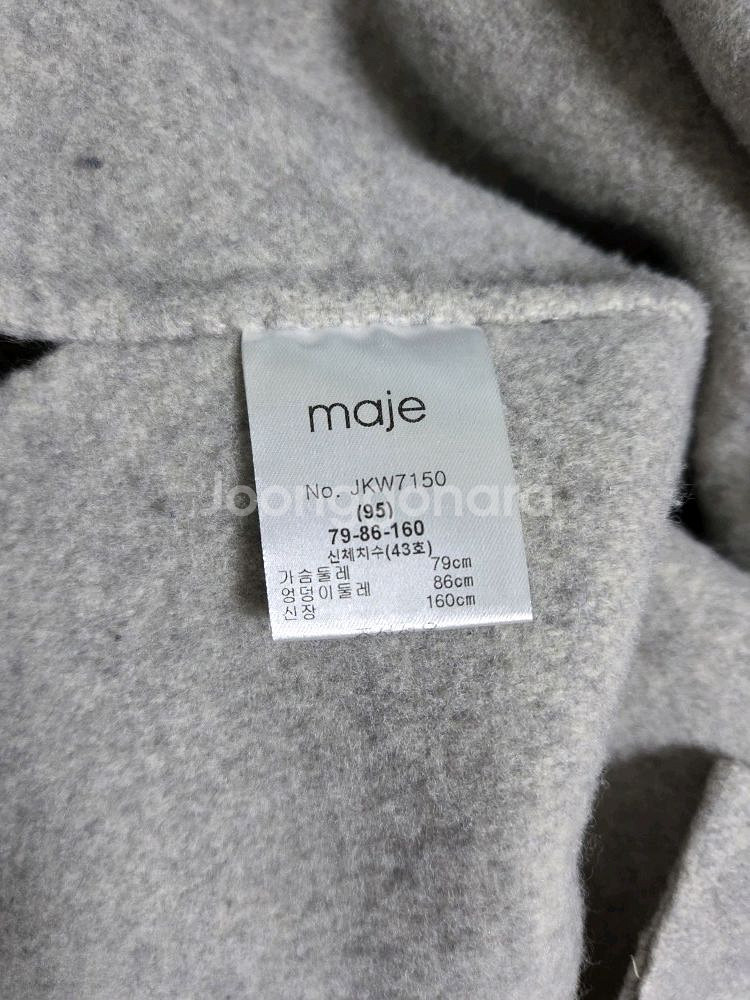 maje
No. JKW7150
(95)
79-86-160
신체치수(43호)
가슴둘레 79cm
엉덩이둘레 86cm
신장 160cm